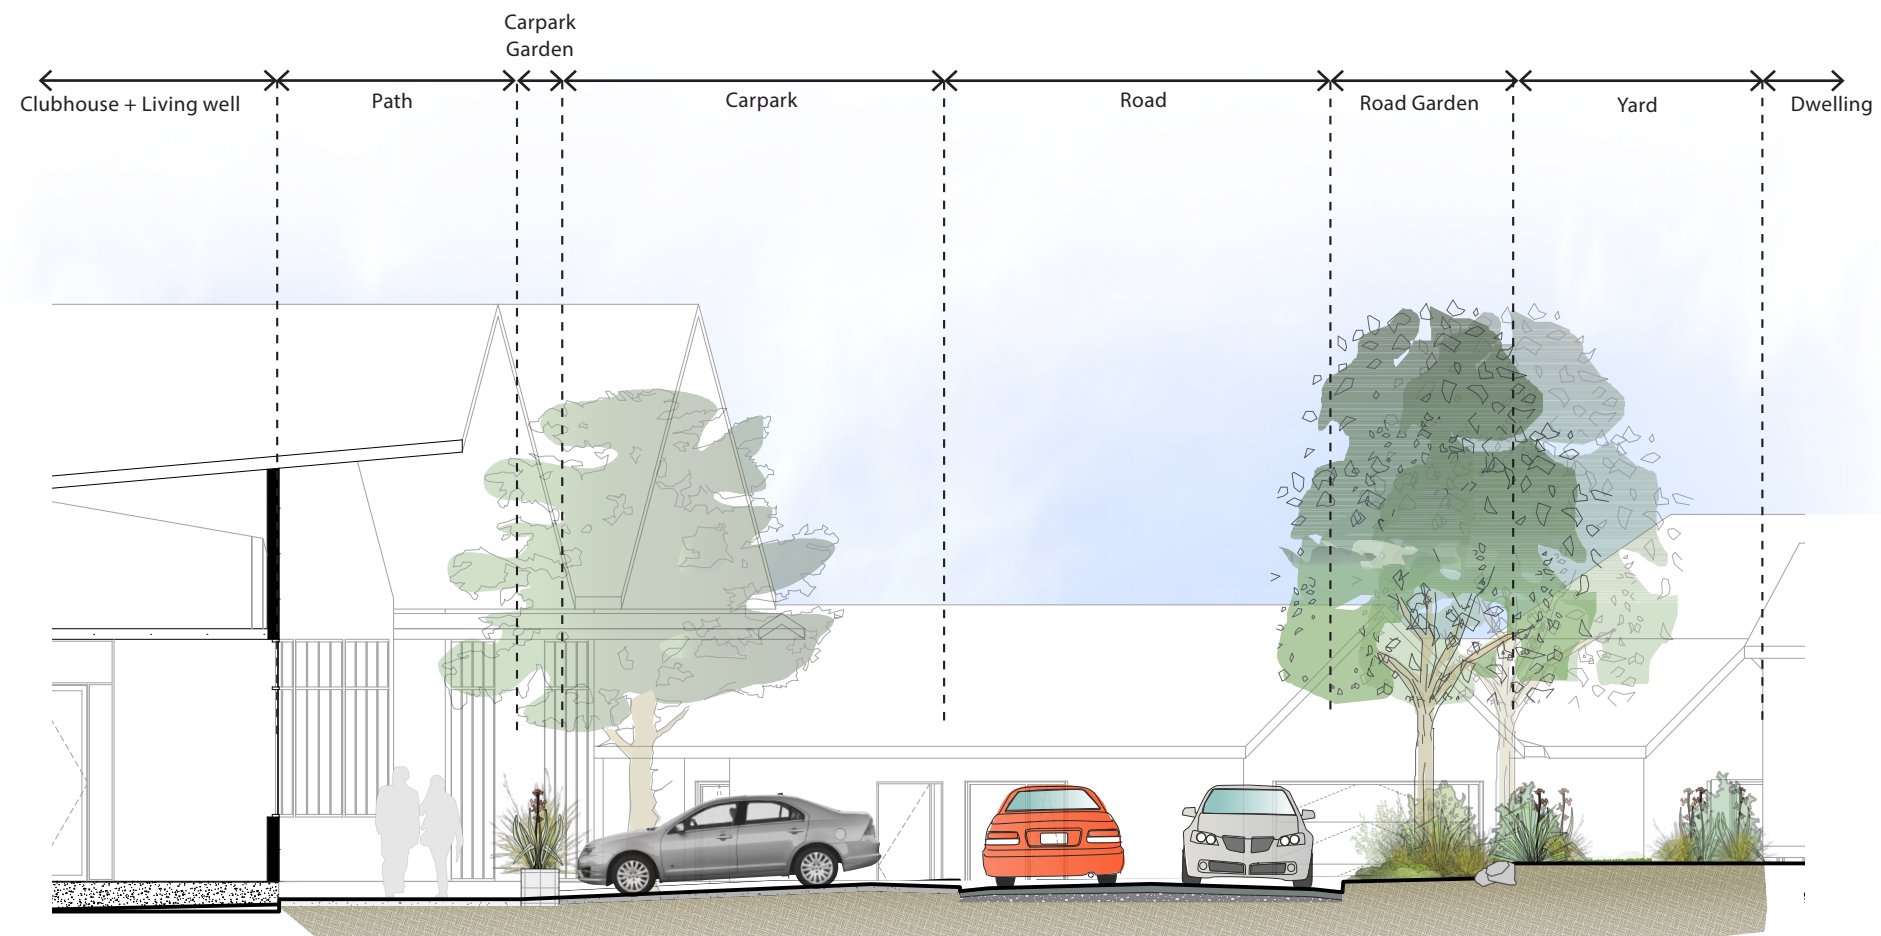 Carpark
Garden
Clubhouse + Living well
Path
Carpark
Road
Road Garden
Yard
Dwelling